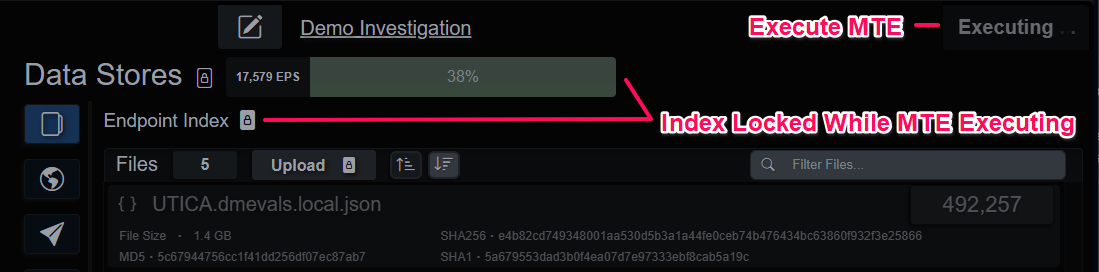 Demo Investigation
Execute MTE
Executing ...
Data Stores
17,579 EPS
38%
Endpoint Index
Index Locked While MTE Executing
Files
5
Upload
Filter Files...
{ } UTICA.dmevals.local.json
492,257
File Size · 1.4 GB
SHA256 · e4b82cd749348001aa530d5b3a1a44fe0ceb74b476434bc63860f932f3e25866
MD5 · 5c67944756cc1f41dd256df07ec87ab7
SHA1 · 5a679553dad3b0f4ea07d7e97333ebf8cab5a19c